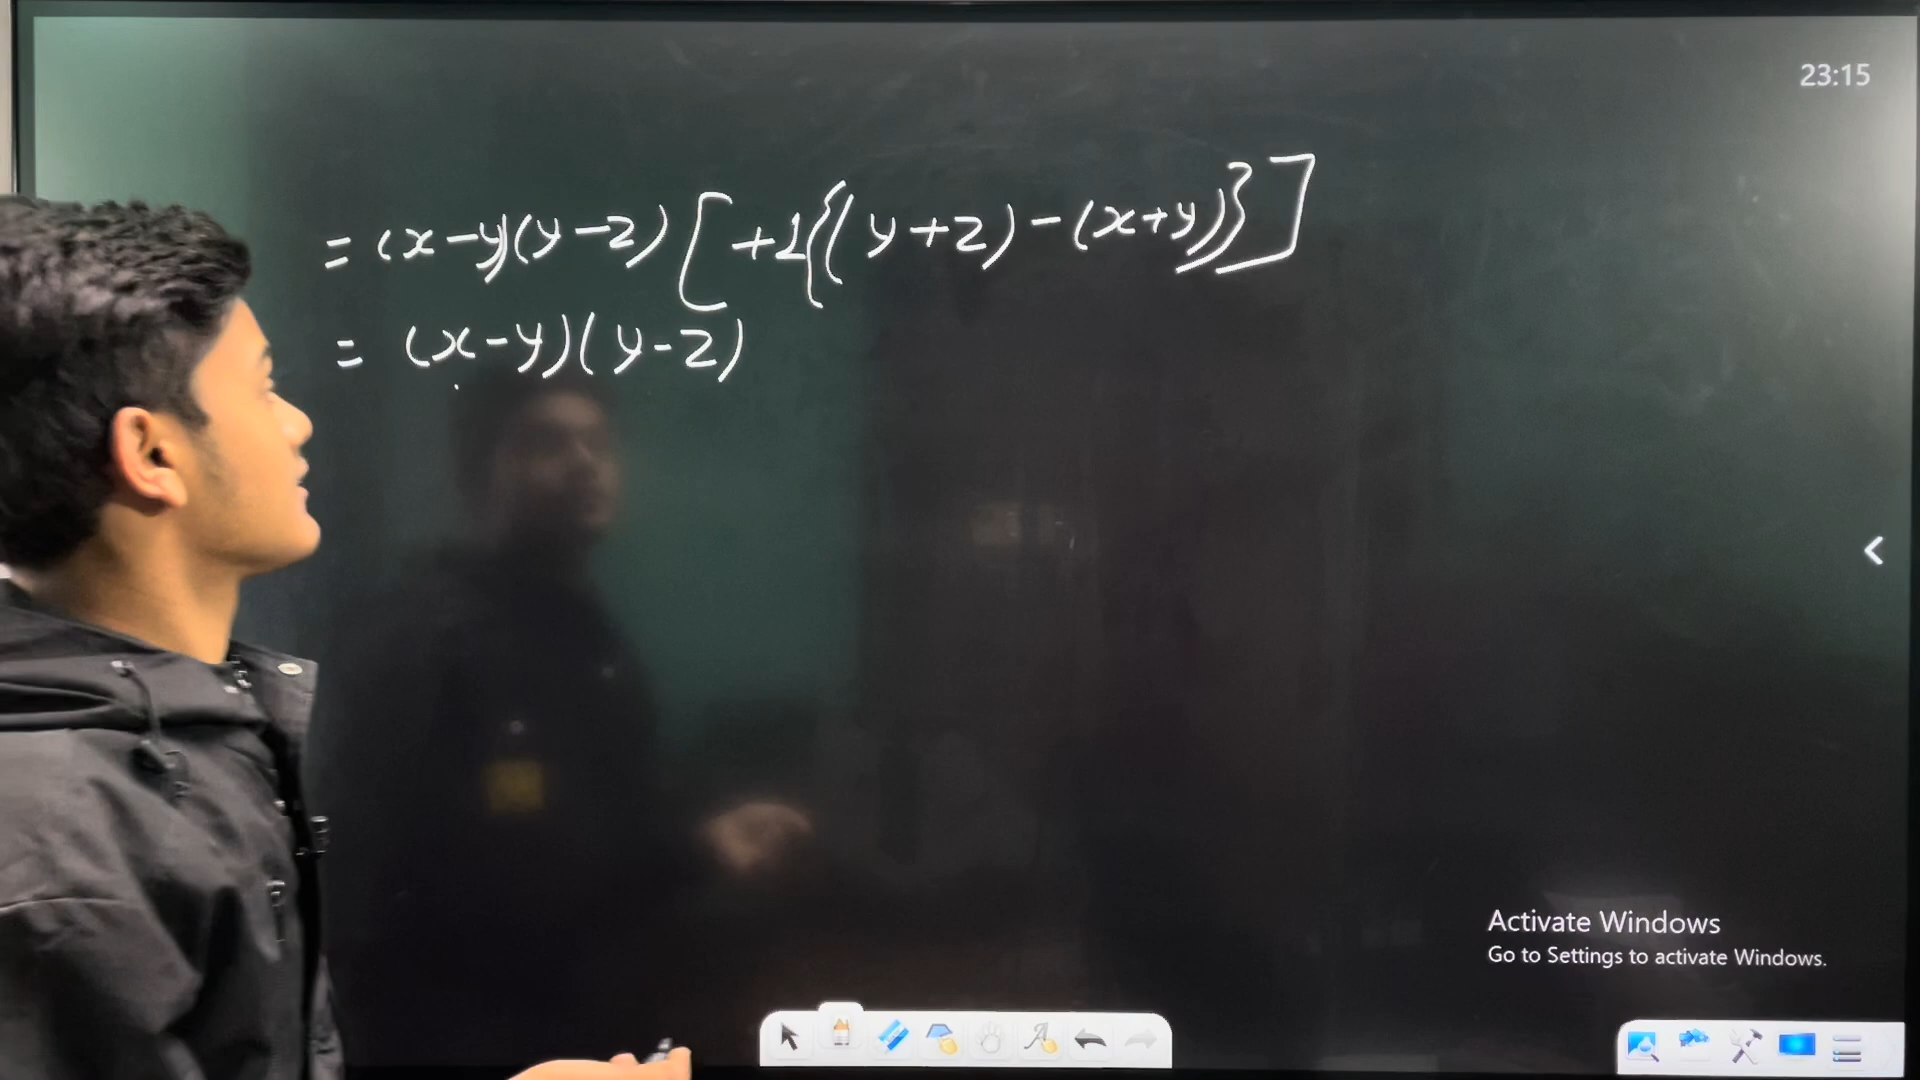 23:15
= (x-y)(y-z)[+1{(y+z)-(x+y)}]
= (x-y)(y-z)
Activate Windows
Go to Settings to activate Windows.